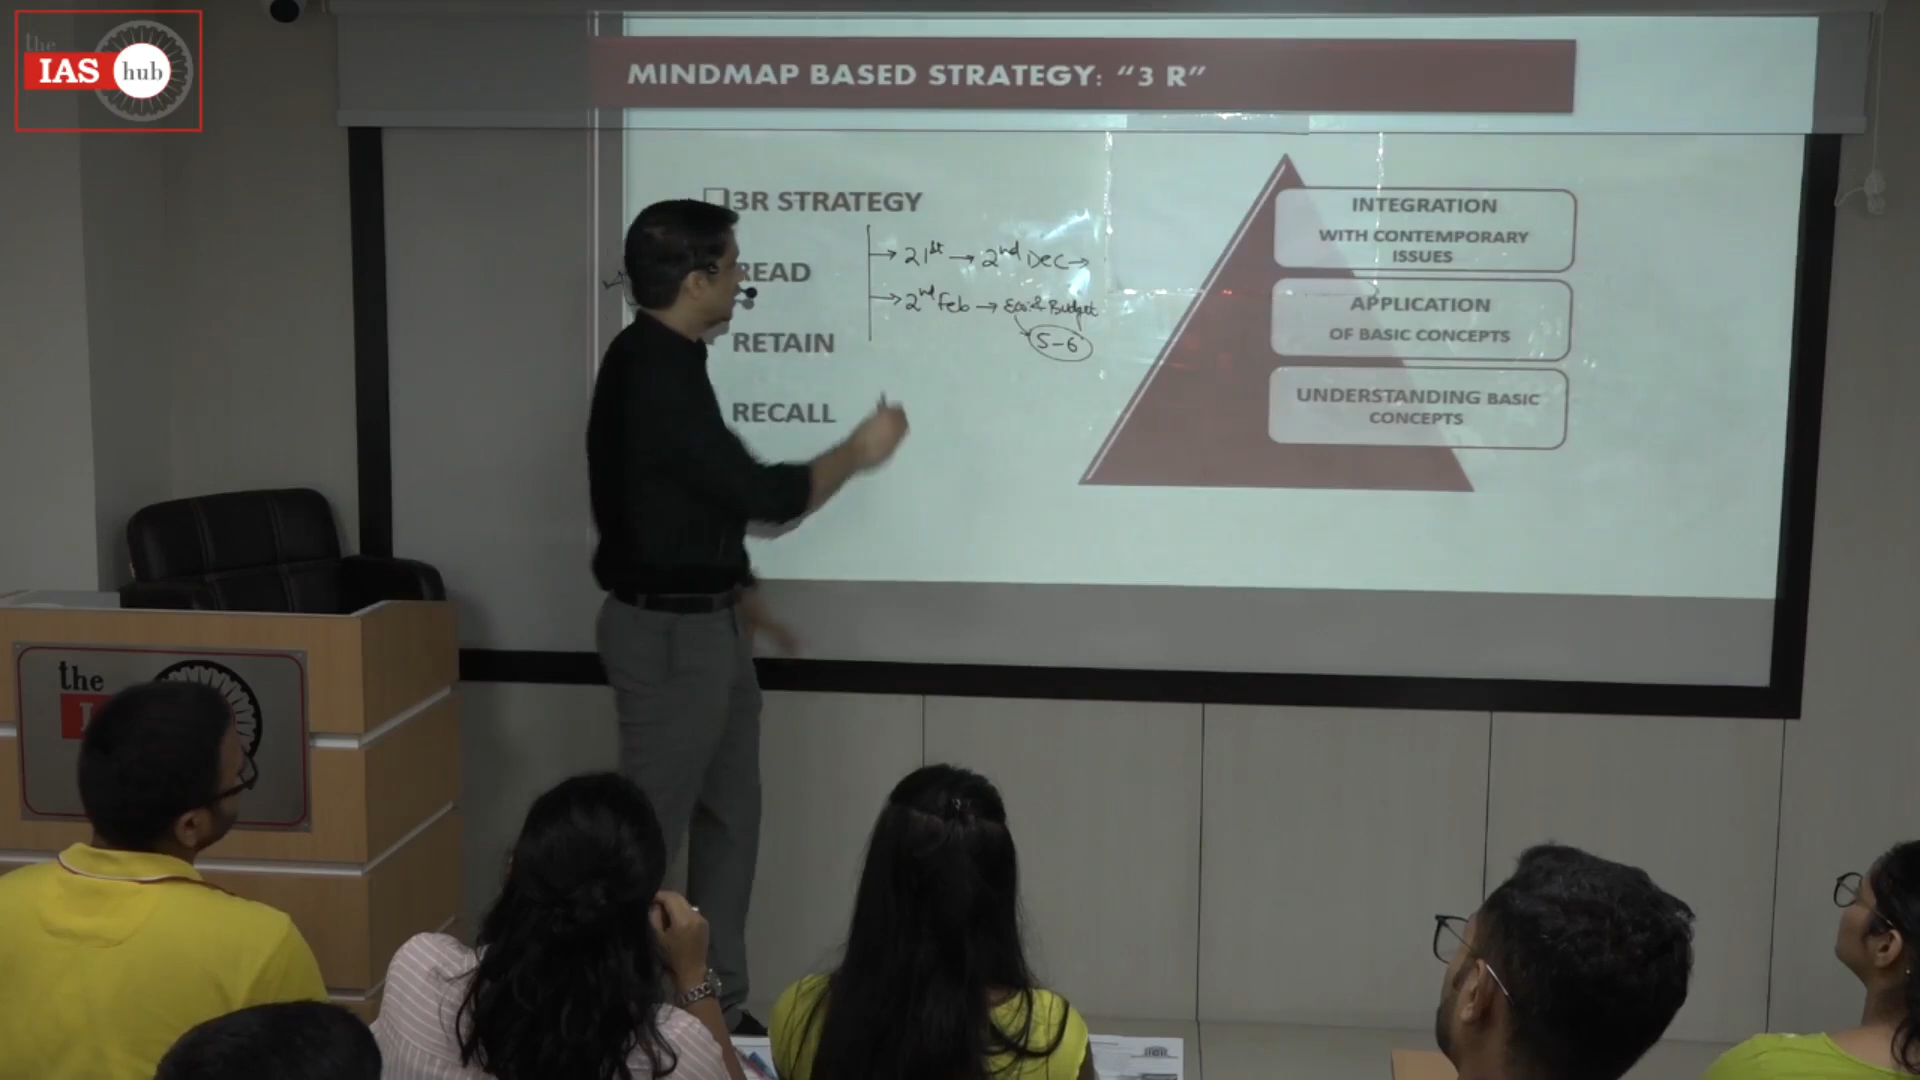 the
IAS hub
MINDMAP BASED STRATEGY: “3 R”
3R STRATEGY
READ
RETAIN
RECALL
→ 21st → 2nd Dec →
→ 2nd Feb → Eco. & Budget
5-6
INTEGRATION
WITH CONTEMPORARY
ISSUES
APPLICATION
OF BASIC CONCEPTS
UNDERSTANDING BASIC
CONCEPTS
the
I